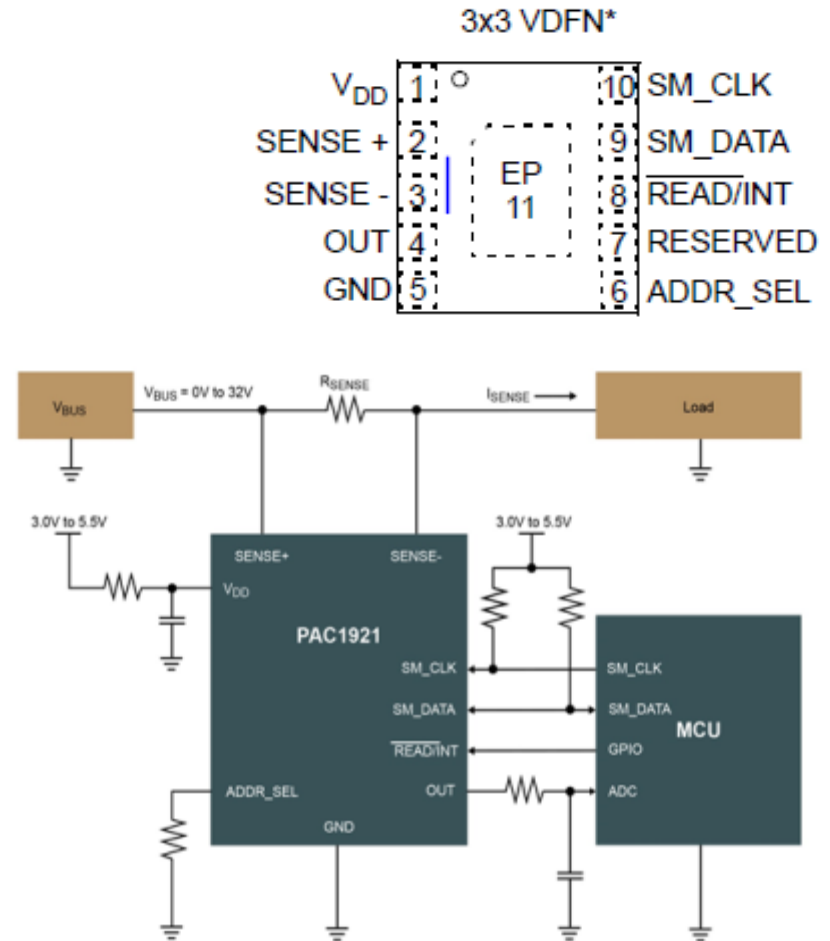 3x3 VDFN*
VDD 1 10 SM_CLK
SENSE + 2 9 SM_DATA
SENSE - 3 EP 8 READ/INT
11
OUT 4 7 RESERVED
GND 5 6 ADDR_SEL
VBUS
VBUS = 0V to 32V
RSENSE
ISENSE
Load
3.0V to 5.5V
3.0V to 5.5V
SENSE+ SENSE-
VDD
PAC1921
SM_CLK SM_CLK
SM_DATA SM_DATA
MCU
READ/INT GPIO
ADDR_SEL OUT ADC
GND